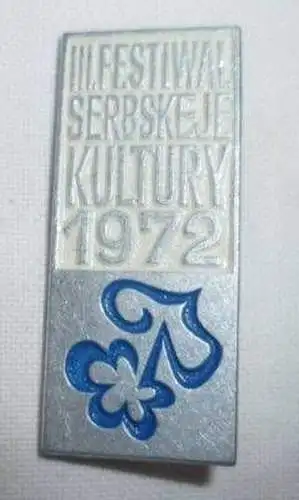 III. FESTIWAL
SERBSKEJE
KULTURY
1972